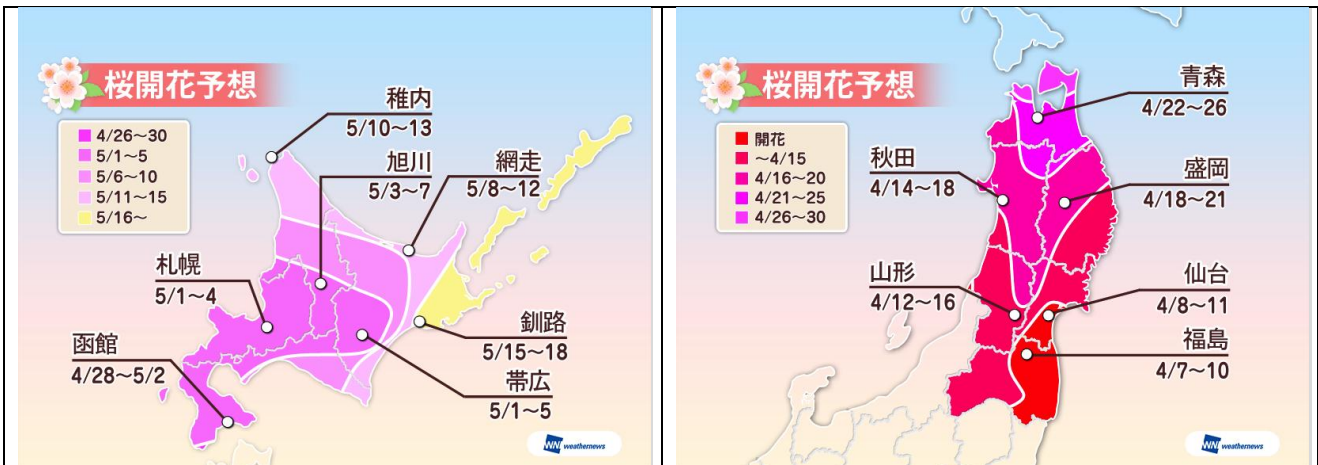 桜開花予想
4/26～30
5/1～5
5/6～10
5/11～15
5/16～
稚内
5/10～13
旭川
5/3～7
網走
5/8～12
札幌
5/1～4
函館
4/28～5/2
釧路
5/15～18
帯広
5/1～5
WNI weathernews
桜開花予想
開花
～4/15
4/16～20
4/21～25
4/26～30
青森
4/22～26
秋田
4/14～18
盛岡
4/18～21
山形
4/12～16
仙台
4/8～11
福島
4/7～10
WNI weathernews